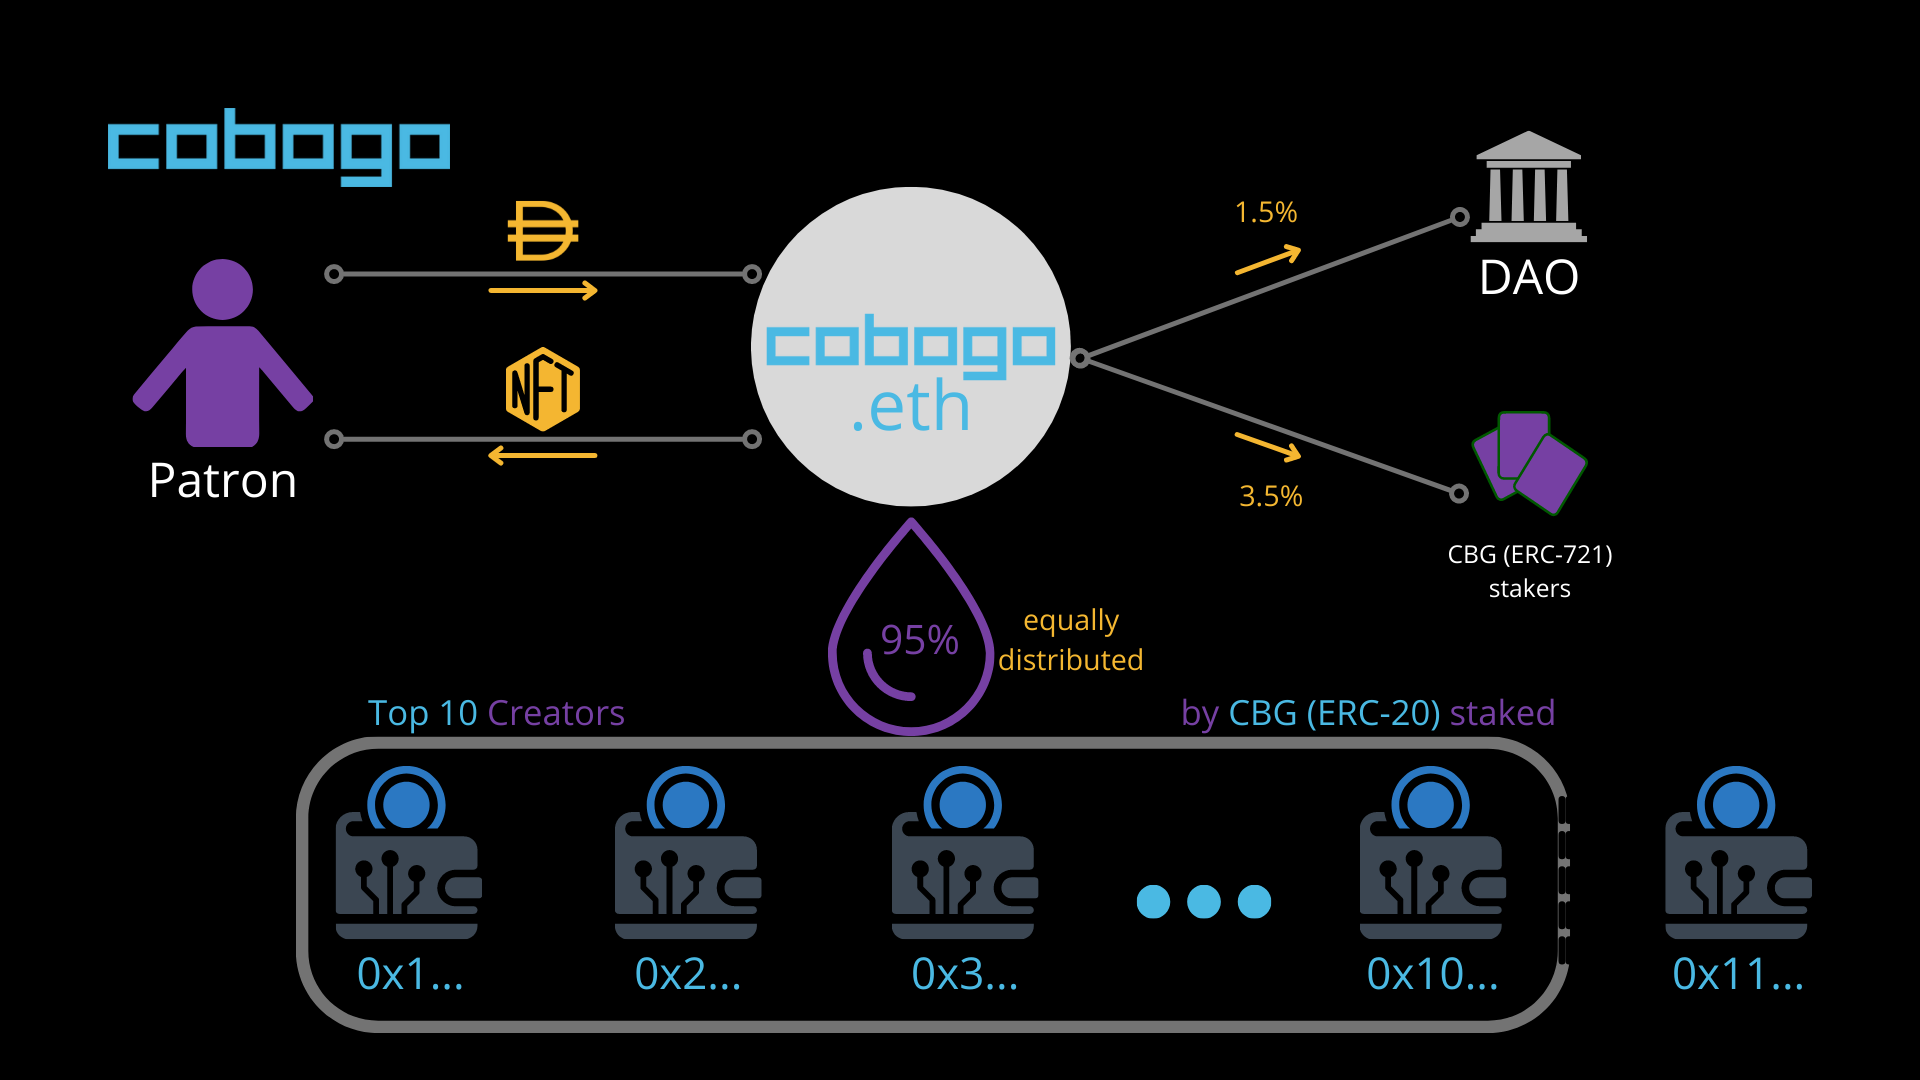 cobogo
NFT
Patron
cobogo
.eth
1.5%
DAO
3.5%
CBG (ERC-721)
stakers
95%
equally
distributed
Top 10 Creators
by CBG (ERC-20) staked
0x1...
0x2...
0x3...
0x10...
0x11...